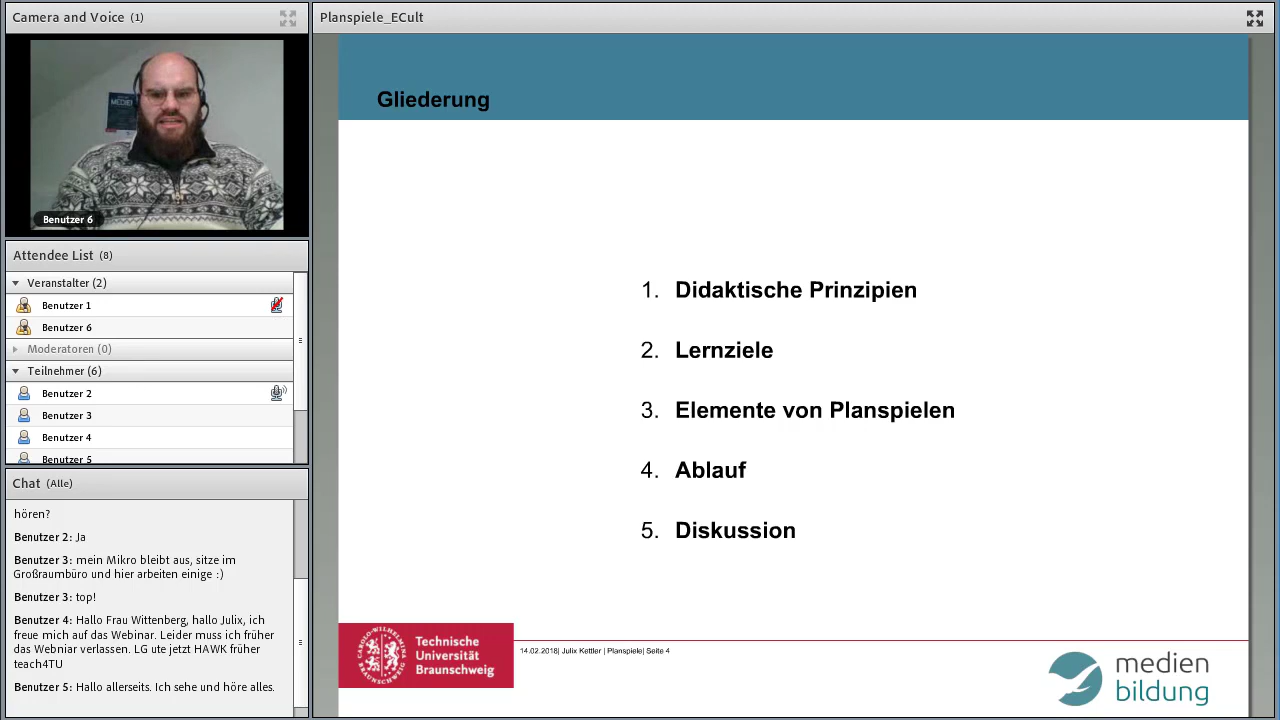 Camera and Voice (1)
MEDIEN
Benutzer 6
Attendee List (8)
Veranstalter (2)
Benutzer 1
Benutzer 6
Moderatoren (0)
Teilnehmer (6)
Benutzer 2
Benutzer 3
Benutzer 4
Benutzer 5
Chat (Alle)
hören?
Benutzer 2: Ja
Benutzer 3: mein Mikro bleibt aus, sitze im
Großraumbüro und hier arbeiten einige :)
Benutzer 3: top!
Benutzer 4: Hallo Frau Wittenberg, hallo Julix, ich
freue mich auf das Webinar. Leider muss ich früher
das Webniar verlassen. LG ute jetzt HAWK früher
teach4TU
Benutzer 5: Hallo allerseits. Ich sehe und höre alles.
Planspiele_ECult
Gliederung
1. Didaktische Prinzipien
2. Lernziele
3. Elemente von Planspielen
4. Ablauf
5. Diskussion
CAROLO-WILHELMINA
BRAUNSCHWEIG
Technische
Universität
Braunschweig
14.02.2018| Julix Kettler | Planspiele| Seite 4
medien
bildung